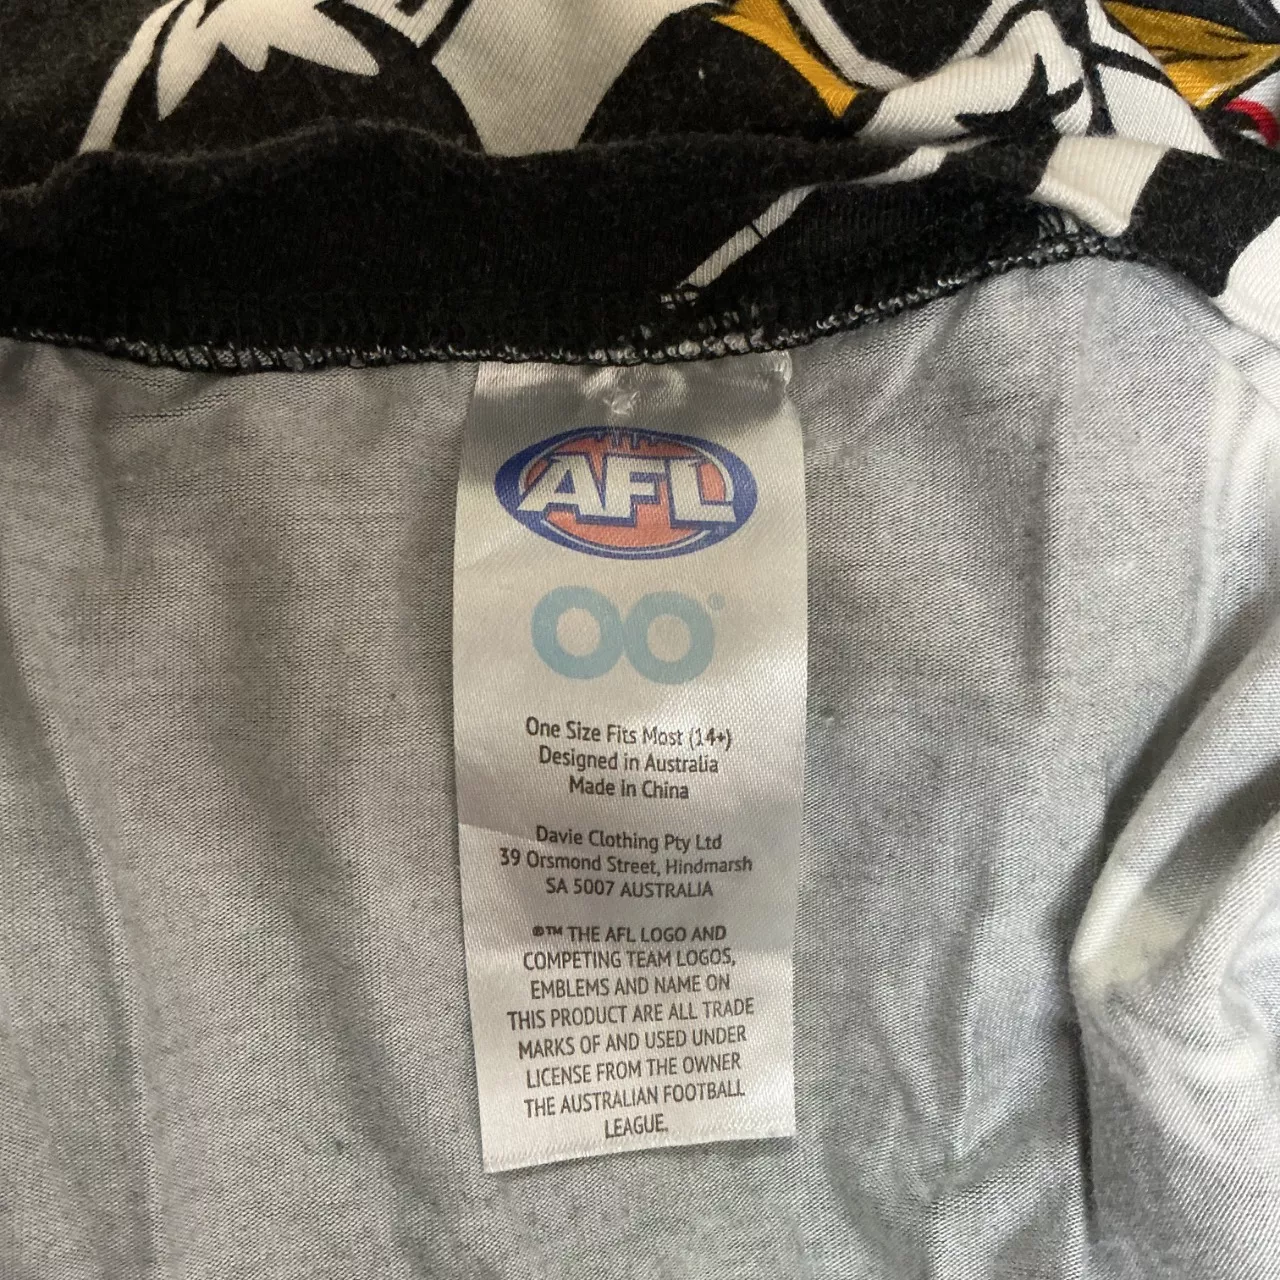 AFL
OO®
One Size Fits Most (14+)
Designed in Australia
Made in China
Davie Clothing Pty Ltd
39 Orsmond Street, Hindmarsh
SA 5007 AUSTRALIA
®™ THE AFL LOGO AND
COMPETING TEAM LOGOS,
EMBLEMS AND NAME ON
THIS PRODUCT ARE ALL TRADE
MARKS OF AND USED UNDER
LICENSE FROM THE OWNER
THE AUSTRALIAN FOOTBALL
LEAGUE.